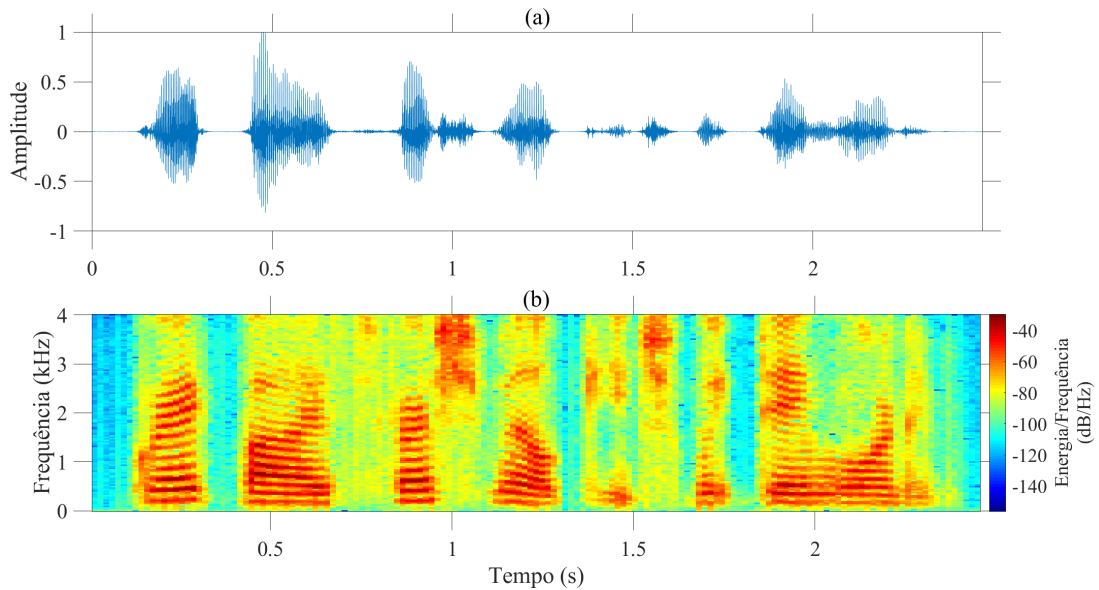 (a)
1
0.5
0
-0.5
-1
Amplitude
0 0.5 1 1.5 2
(b)
4
3
2
1
0
Frequência (kHz)
0.5 1 1.5 2
Tempo (s)
-40
-60
-80
-100
-120
-140
Energia/Frequência
(dB/Hz)